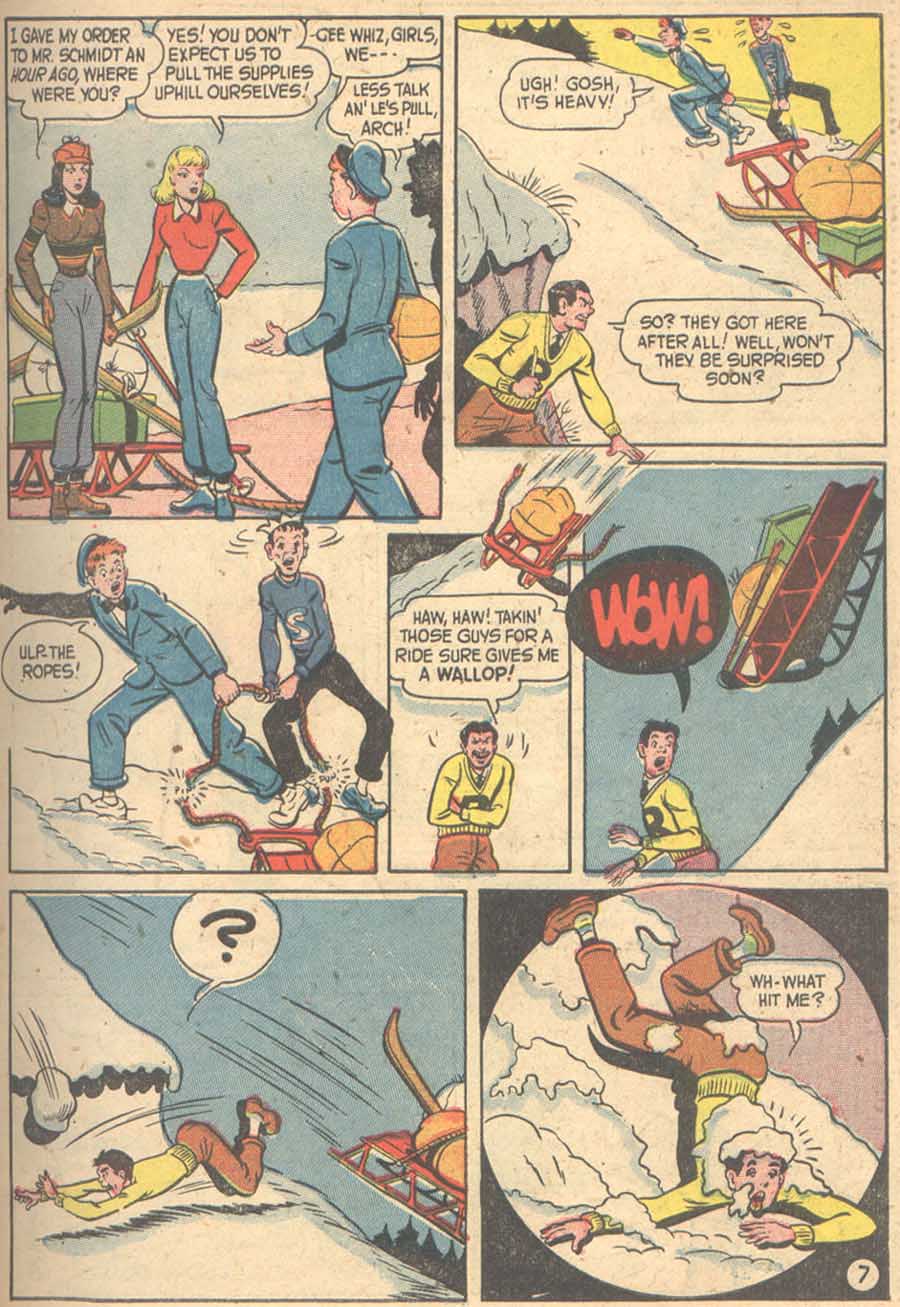 I GAVE MY ORDER
TO MR. SCHMIDT AN
HOUR AGO, WHERE
WERE YOU?
YES! YOU DON'T
EXPECT US TO
PULL THE SUPPLIES
UPHILL OURSELVES!
-GEE WHIZ, GIRLS,
WE---
LESS TALK
AN' LE'S PULL,
ARCH!
UGH! GOSH,
IT'S HEAVY!
SO? THEY GOT HERE
AFTER ALL! WELL, WON'T
THEY BE SURPRISED
SOON?
ULP. THE
ROPES!
S
HAW, HAW! TAKIN'
THOSE GUYS FOR A
RIDE SURE GIVES ME
A WALLOP!
WOW!
R
?
WH-WHAT
HIT ME?
7